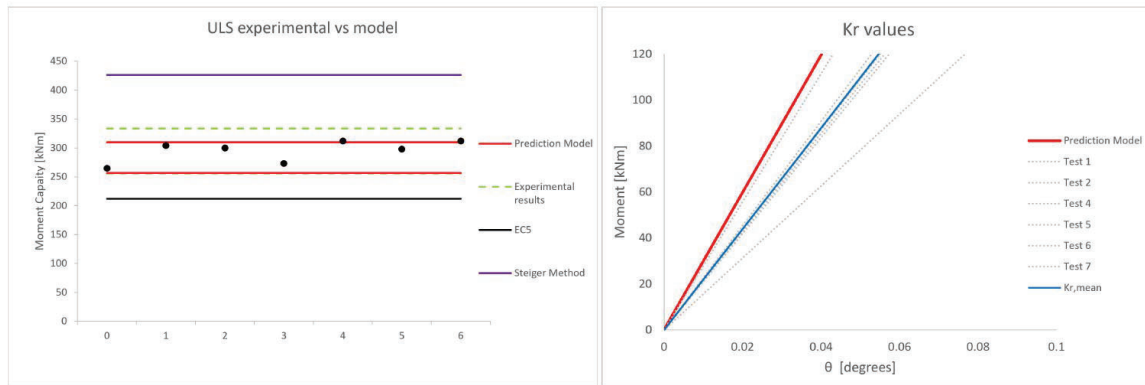 ULS experimental vs model
Moment Capaity [kNm]
450
400
350
300
250
200
150
100
50
0
0 1 2 3 4 5 6
Prediction Model
Experimental
results
EC5
Steiger Method
Kr values
Moment [kNm]
120
100
80
60
40
20
0
0 0.02 0.04 0.06 0.08 0.1
θ [degrees]
Prediction Model
Test 1
Test 2
Test 4
Test 5
Test 6
Test 7
Kr,mean